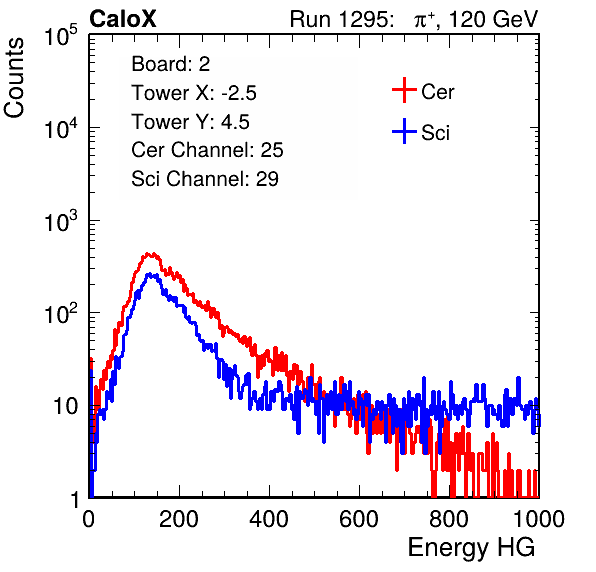 CaloX Run 1295: π⁺, 120 GeV
Counts
10⁵
10⁴
10³
10²
10
1
Board: 2
Tower X: -2.5
Tower Y: 4.5
Cer Channel: 25
Sci Channel: 29
Cer
Sci
0 200 400 600 800 1000
Energy HG